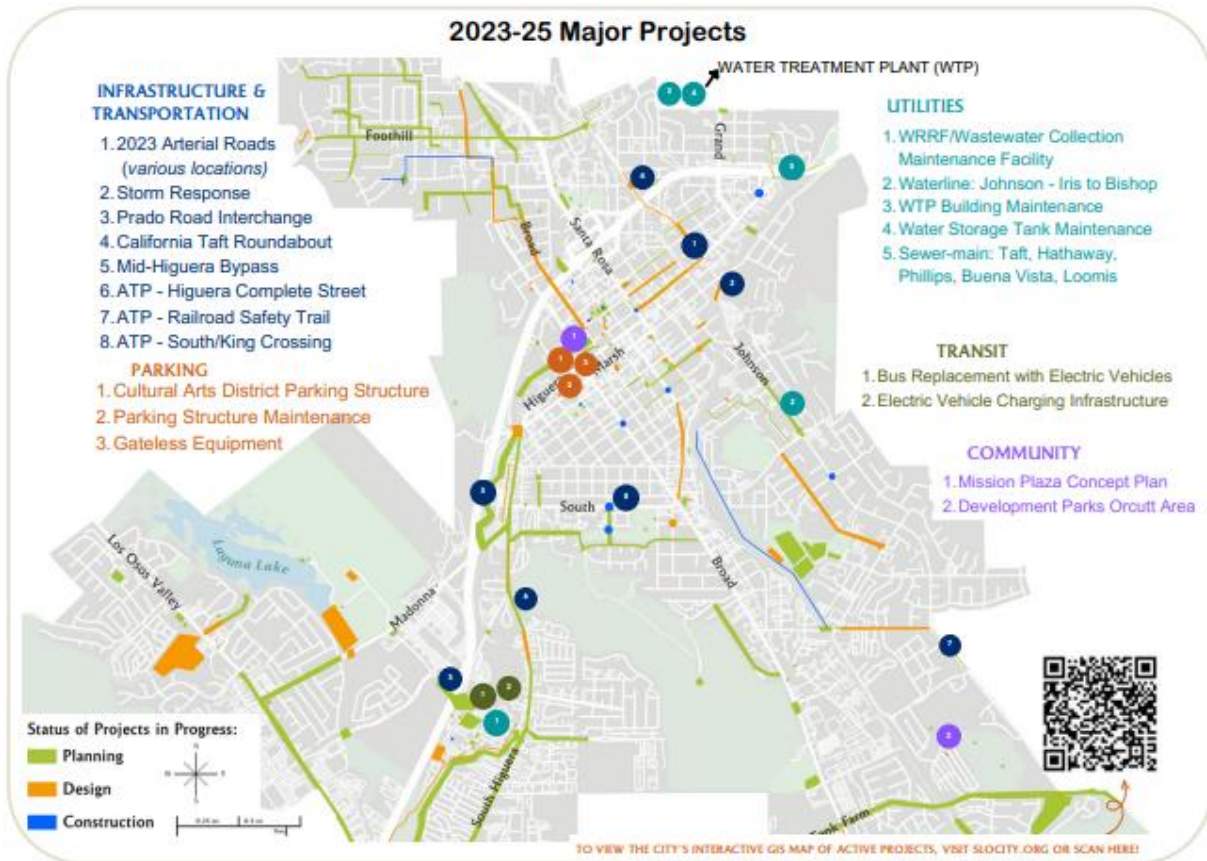 2023-25 Major Projects
WATER TREATMENT PLANT (WTP)
INFRASTRUCTURE &
TRANSPORTATION
1. 2023 Arterial Roads
(various locations)
2. Storm Response
3. Prado Road Interchange
4. California Taft Roundabout
5. Mid-Higuera Bypass
6. ATP - Higuera Complete Street
7. ATP - Railroad Safety Trail
8. ATP - South/King Crossing
PARKING
1. Cultural Arts District Parking Structure
2. Parking Structure Maintenance
3. Gateless Equipment
UTILITIES
1. WRRF/Wastewater Collection
Maintenance Facility
2. Waterline: Johnson - Iris to Bishop
3. WTP Building Maintenance
4. Water Storage Tank Maintenance
5. Sewer-main: Taft, Hathaway,
Phillips, Buena Vista, Loomis
TRANSIT
1. Bus Replacement with Electric Vehicles
2. Electric Vehicle Charging Infrastructure
COMMUNITY
1. Mission Plaza Concept Plan
2. Development Parks Orcutt Area
Foothill
Grand
Santa Rosa
Broad
Marsh
Johnson
South
Broad
Los Osos Valley
Laguna Lake
Madonna
South Higuera
Farm
Status of Projects in Progress:
Planning
Design
Construction
TO VIEW THE CITY'S INTERACTIVE GIS MAP OF ACTIVE PROJECTS, VISIT SLOCITY.ORG OR SCAN HERE!